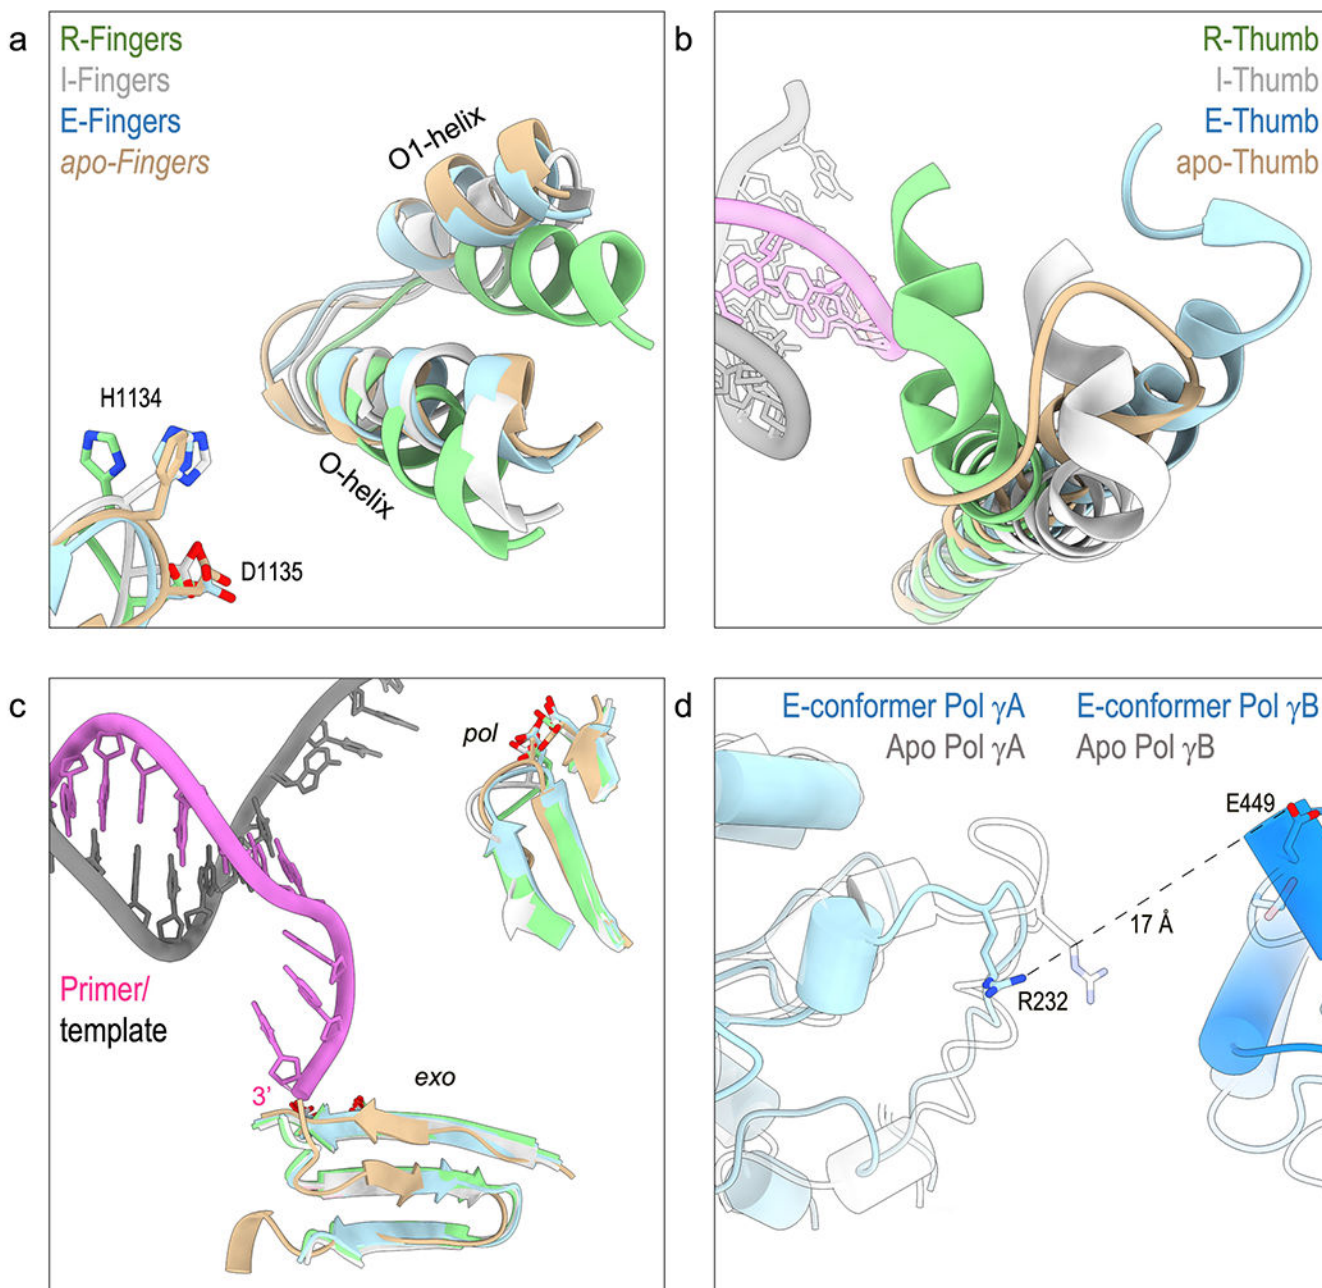 a
R-Fingers
I-Fingers
E-Fingers
apo-Fingers
O1-helix
O-helix
H1134
D1135
b
R-Thumb
I-Thumb
E-Thumb
apo-Thumb
c
pol
Primer/
template
3’
exo
d
E-conformer Pol γA
Apo Pol γA
E-conformer Pol γB
Apo Pol γB
E449
17 Å
R232